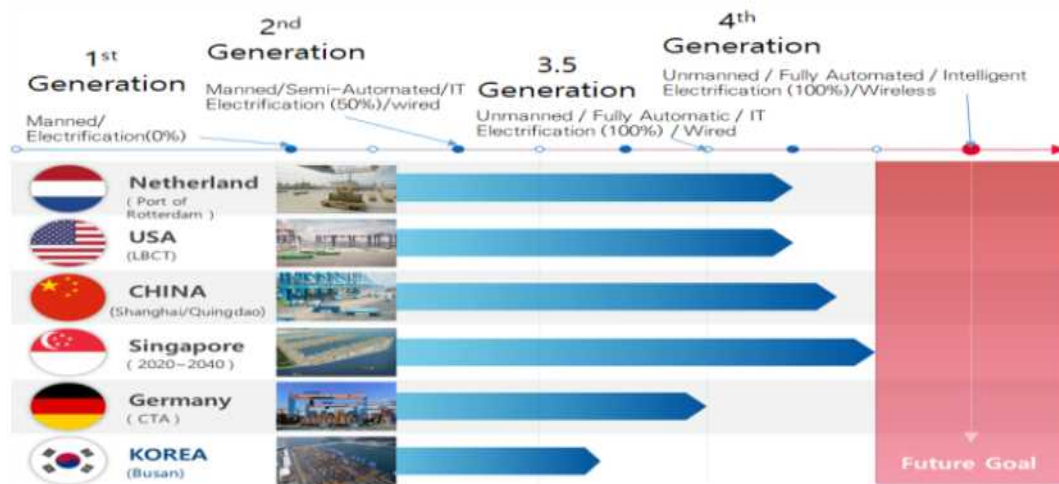 1st
Generation
Manned/
Electrification(0%)
2nd
Generation
Manned/Semi-Automated/IT
Electrification (50%)/wired
3.5
Generation
Unmanned / Fully Automatic / IT
Electrification (100%) / Wired
4th
Generation
Unmanned / Fully Automated / Intelligent
Electrification (100%)/Wireless
Netherland
( Port of
Rotterdam )
USA
(LBCT)
CHINA
(Shanghai/Quingdao)
Singapore
( 2020~2040)
Germany
( CTA )
KOREA
(Busan)
Future Goal